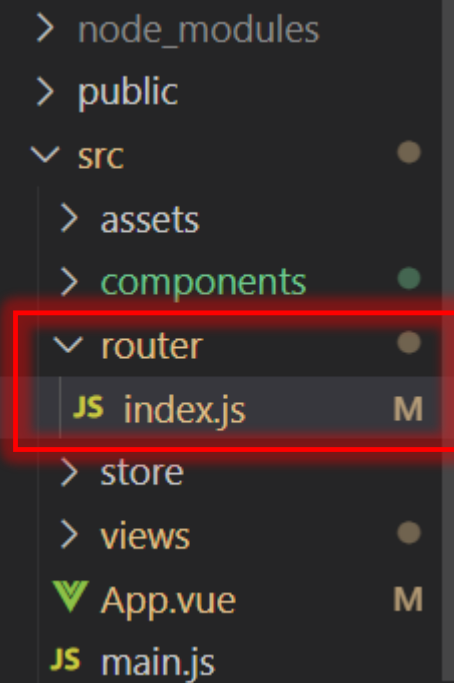 node_modules
public
src
assets
components
router
JS index.js M
store
views
App.vue M
JS main.js